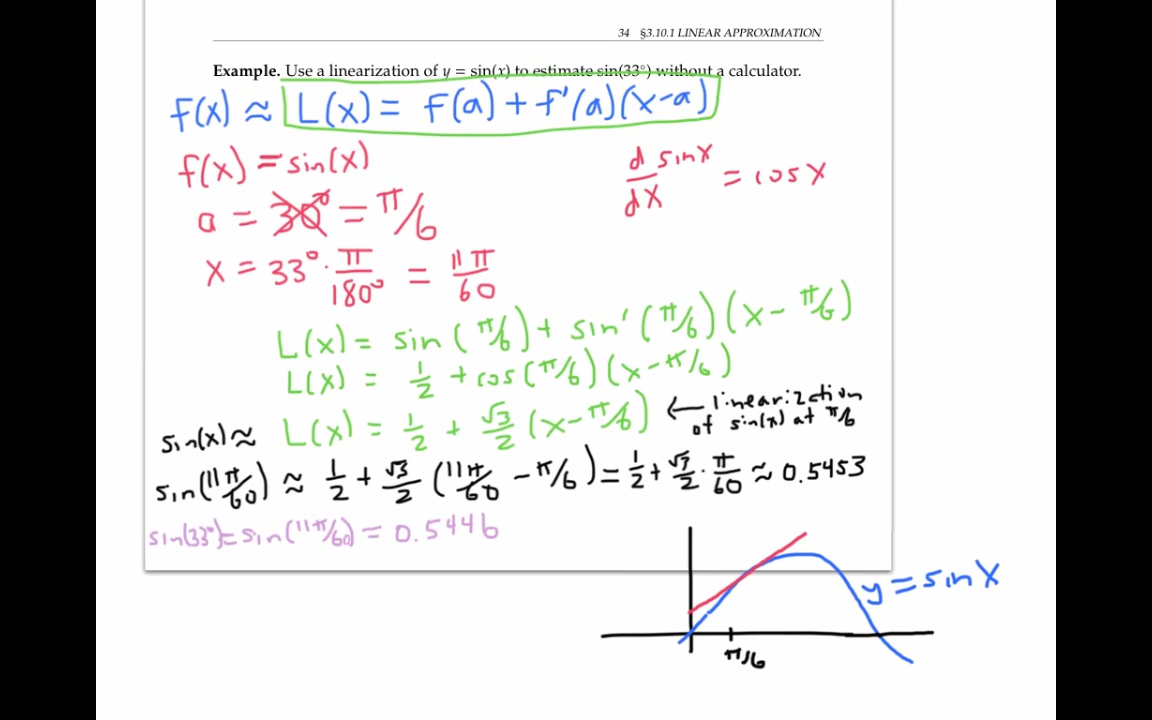 34 §3.10.1 LINEAR APPROXIMATION
Example. Use a linearization of y = sin(x) to estimate sin(33°) without a calculator.
f(x) ≈ L(x) = f(a) + f'(a)(x-a)
f(x) = sin(x)
d/dx sin x = cos x
a = 30° = π/6
x = 33° · π/180° = 11π/60
L(x) = sin(π/6) + sin'(π/6)(x - π/6)
L(x) = 1/2 + cos(π/6)(x - π/6)
sin(x) ≈ L(x) = 1/2 + √3/2 (x - π/6) ← lineariztion of sin(x) at π/6
sin(11π/60) ≈ 1/2 + √3/2 (11π/60 - π/6) = 1/2 + √3/2 · π/60 ≈ 0.5453
sin(33°) = sin(11π/60) = 0.5446
y = sin x
π/6